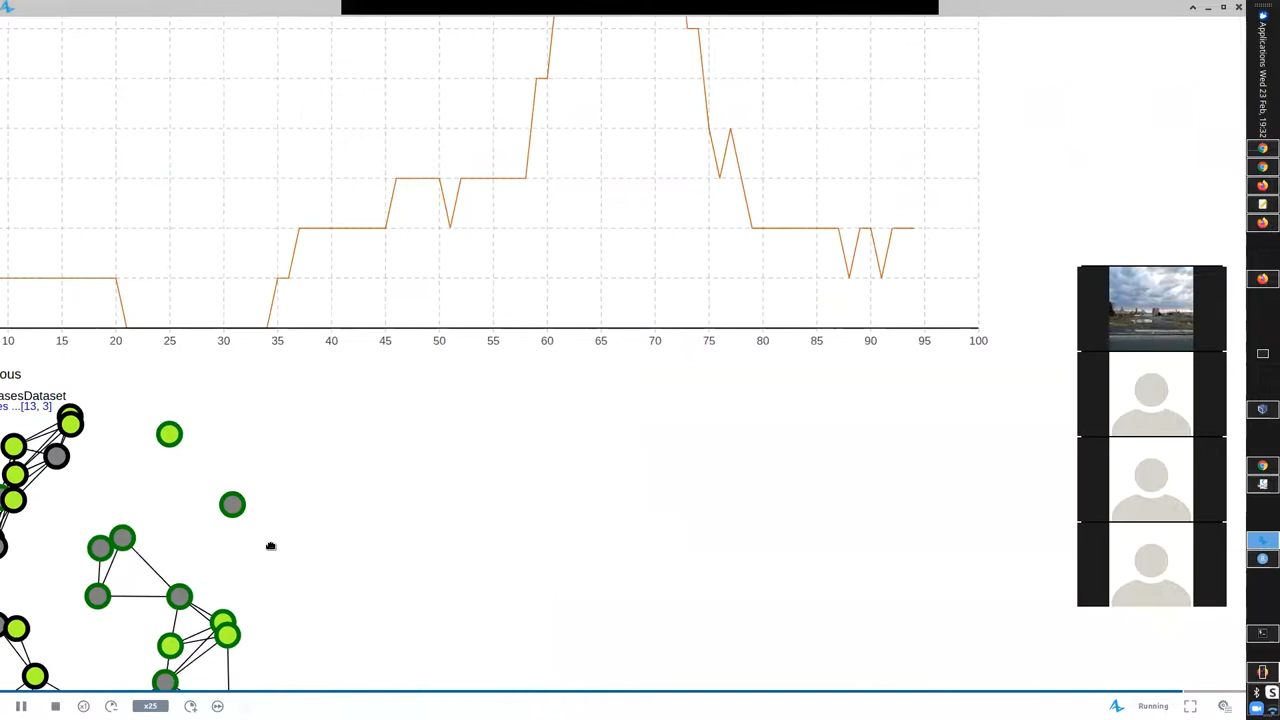 10 15 20 25 30 35 40 45 50 55 60 65 70 75 80 85 90 95 100
ous
asesDataset
es ...[13, 3]
x1
x25
Running
Applications Wed 23 Feb, 19:32
S